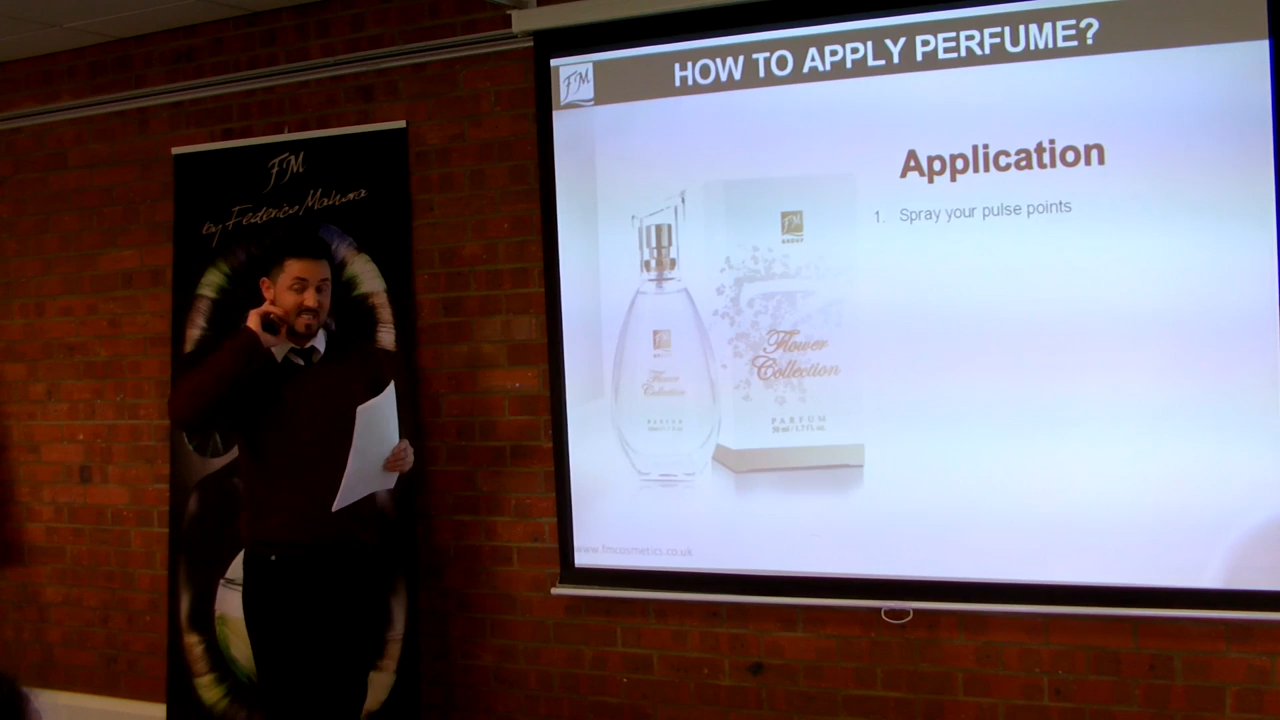 FM
by Federico Mahora
FM
HOW TO APPLY PERFUME?
Application
1. Spray your pulse points
FM
GROUP
Flower
Collection
PARFUM
50 ml / 1.7 fl. oz.
FM
Flower
Collection
PARFUM
www.fmcosmetics.co.uk